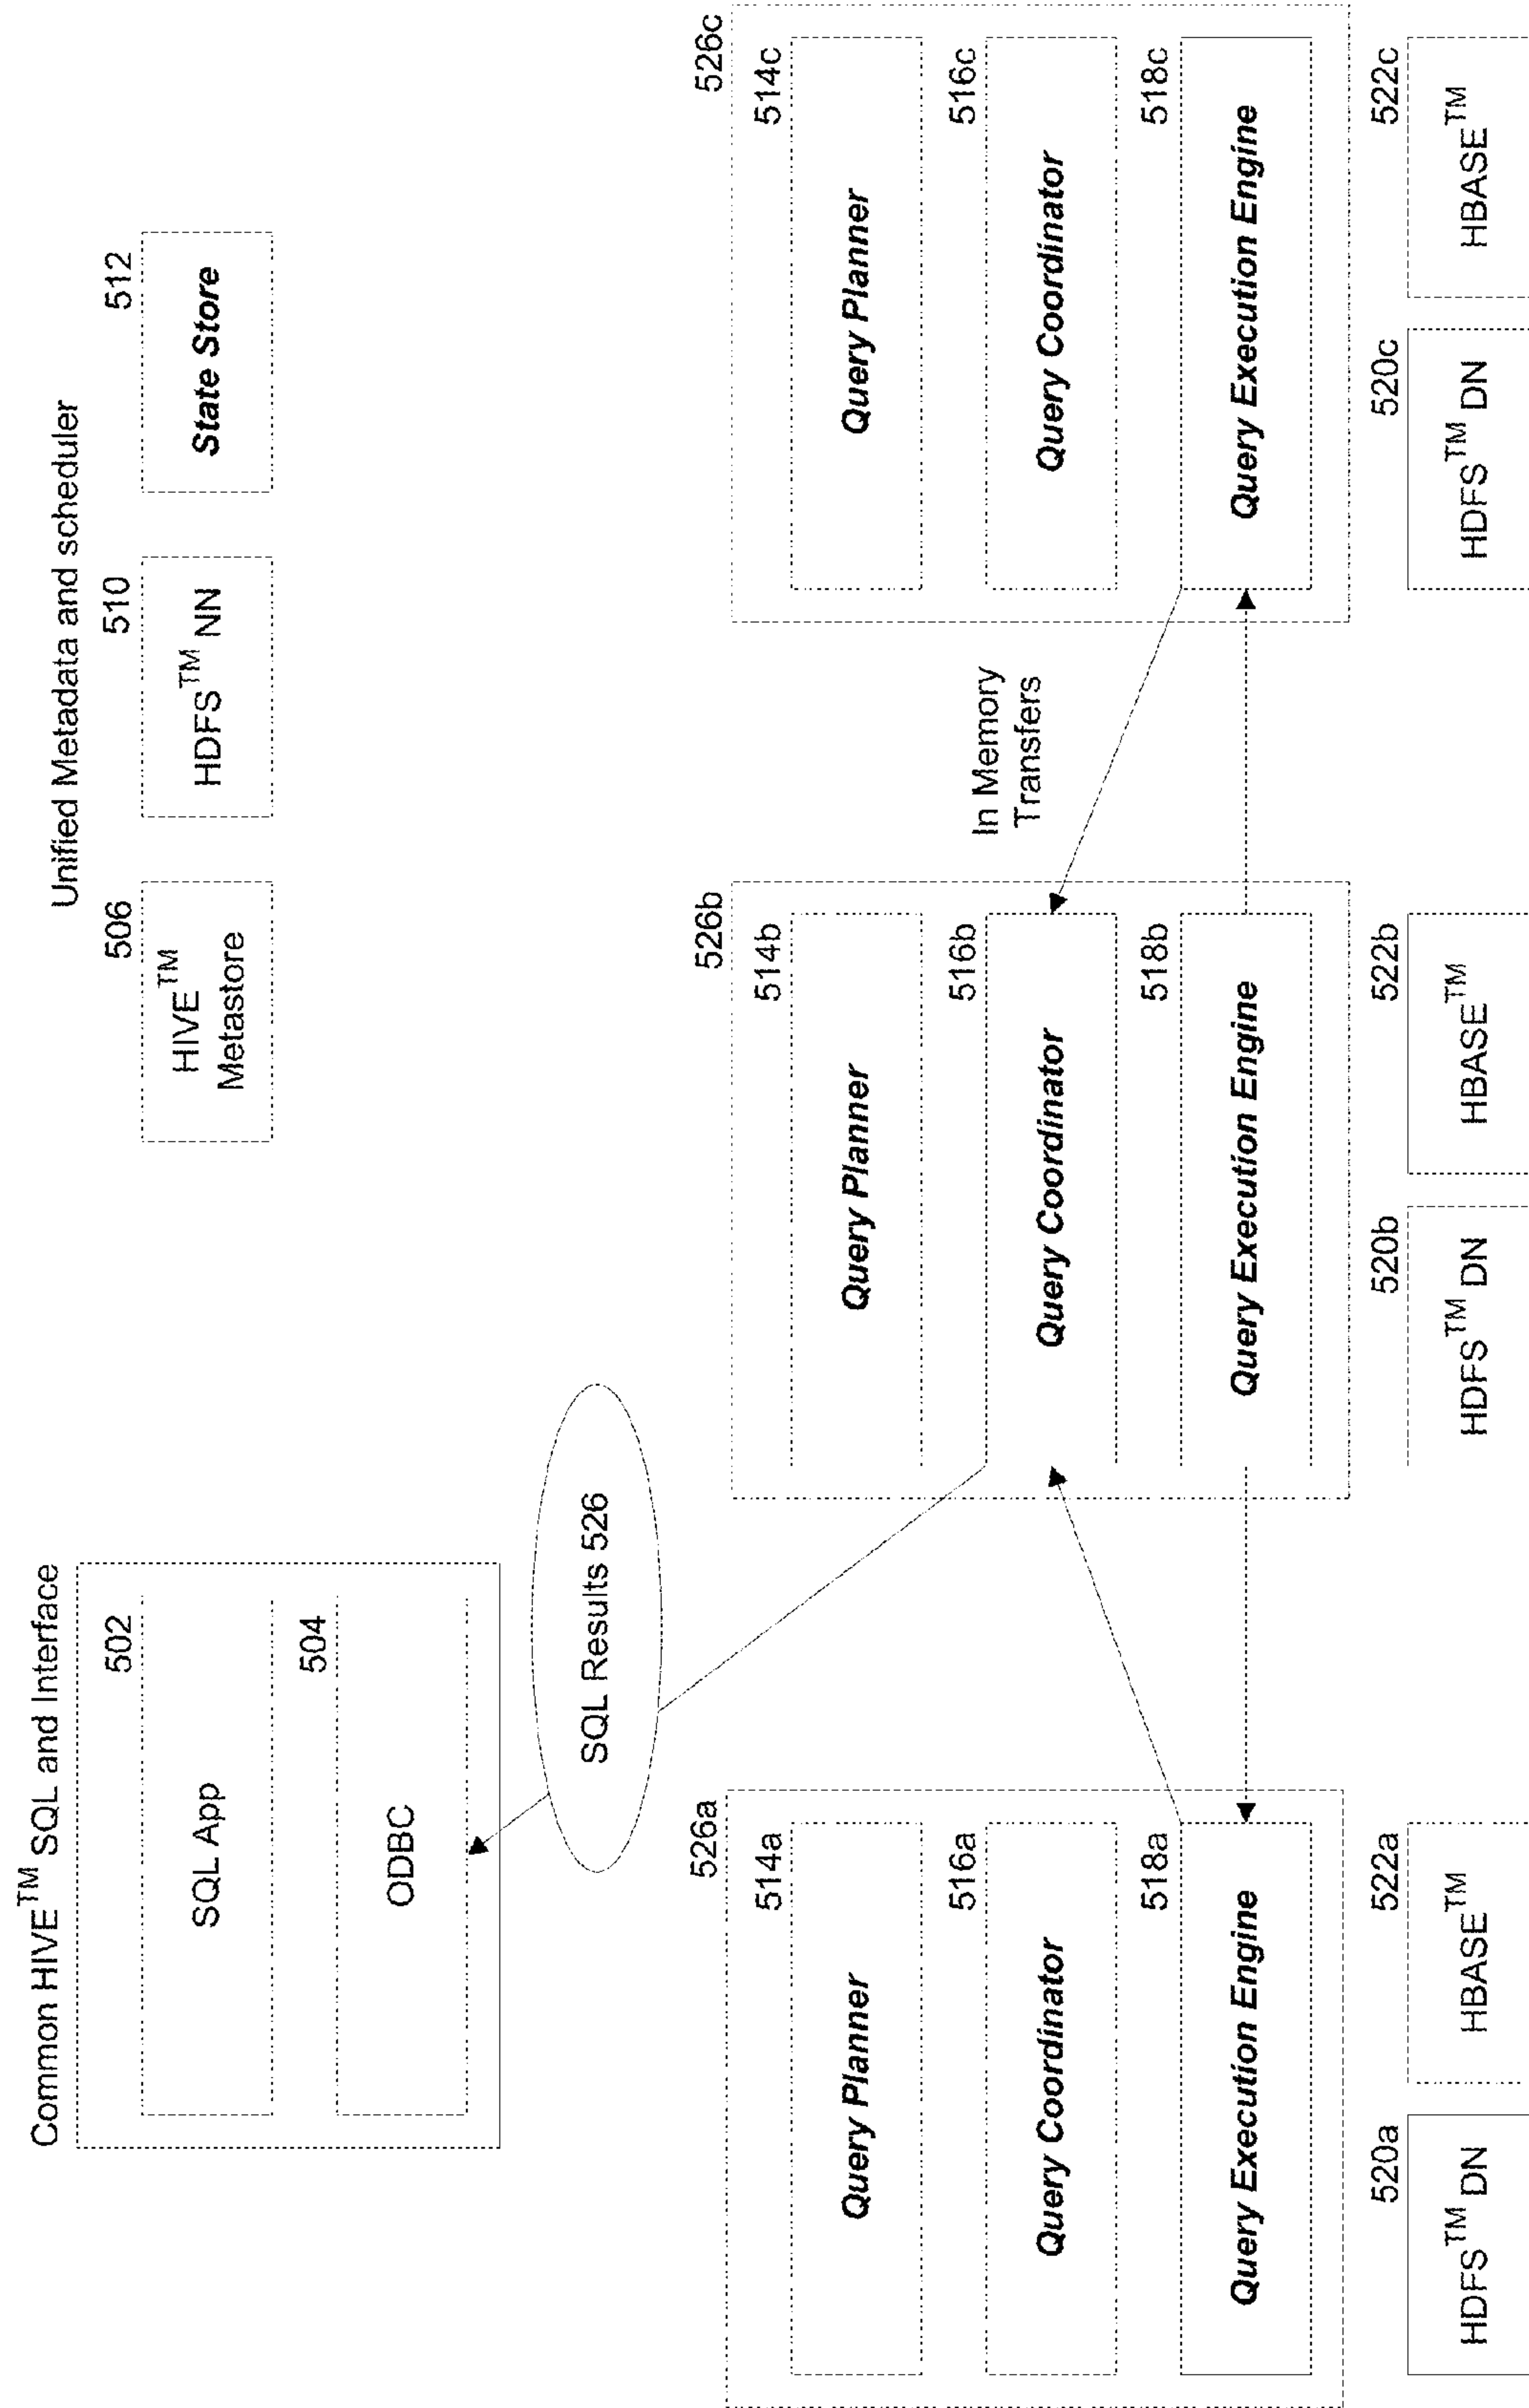 Common HIVE™ SQL and Interface
502
SQL App
504
ODBC
SQL Results 526
Unified Metadata and scheduler
506
HIVE™
Metastore
510
HDFS™ NN
512
State Store
526a
514a
Query Planner
516a
Query Coordinator
518a
Query Execution Engine
520a
HDFS™ DN
522a
HBASE™
526b
514b
Query Planner
516b
Query Coordinator
518b
Query Execution Engine
520b
HDFS™ DN
522b
HBASE™
In Memory
Transfers
526c
514c
Query Planner
516c
Query Coordinator
518c
Query Execution Engine
520c
HDFS™ DN
522c
HBASE™